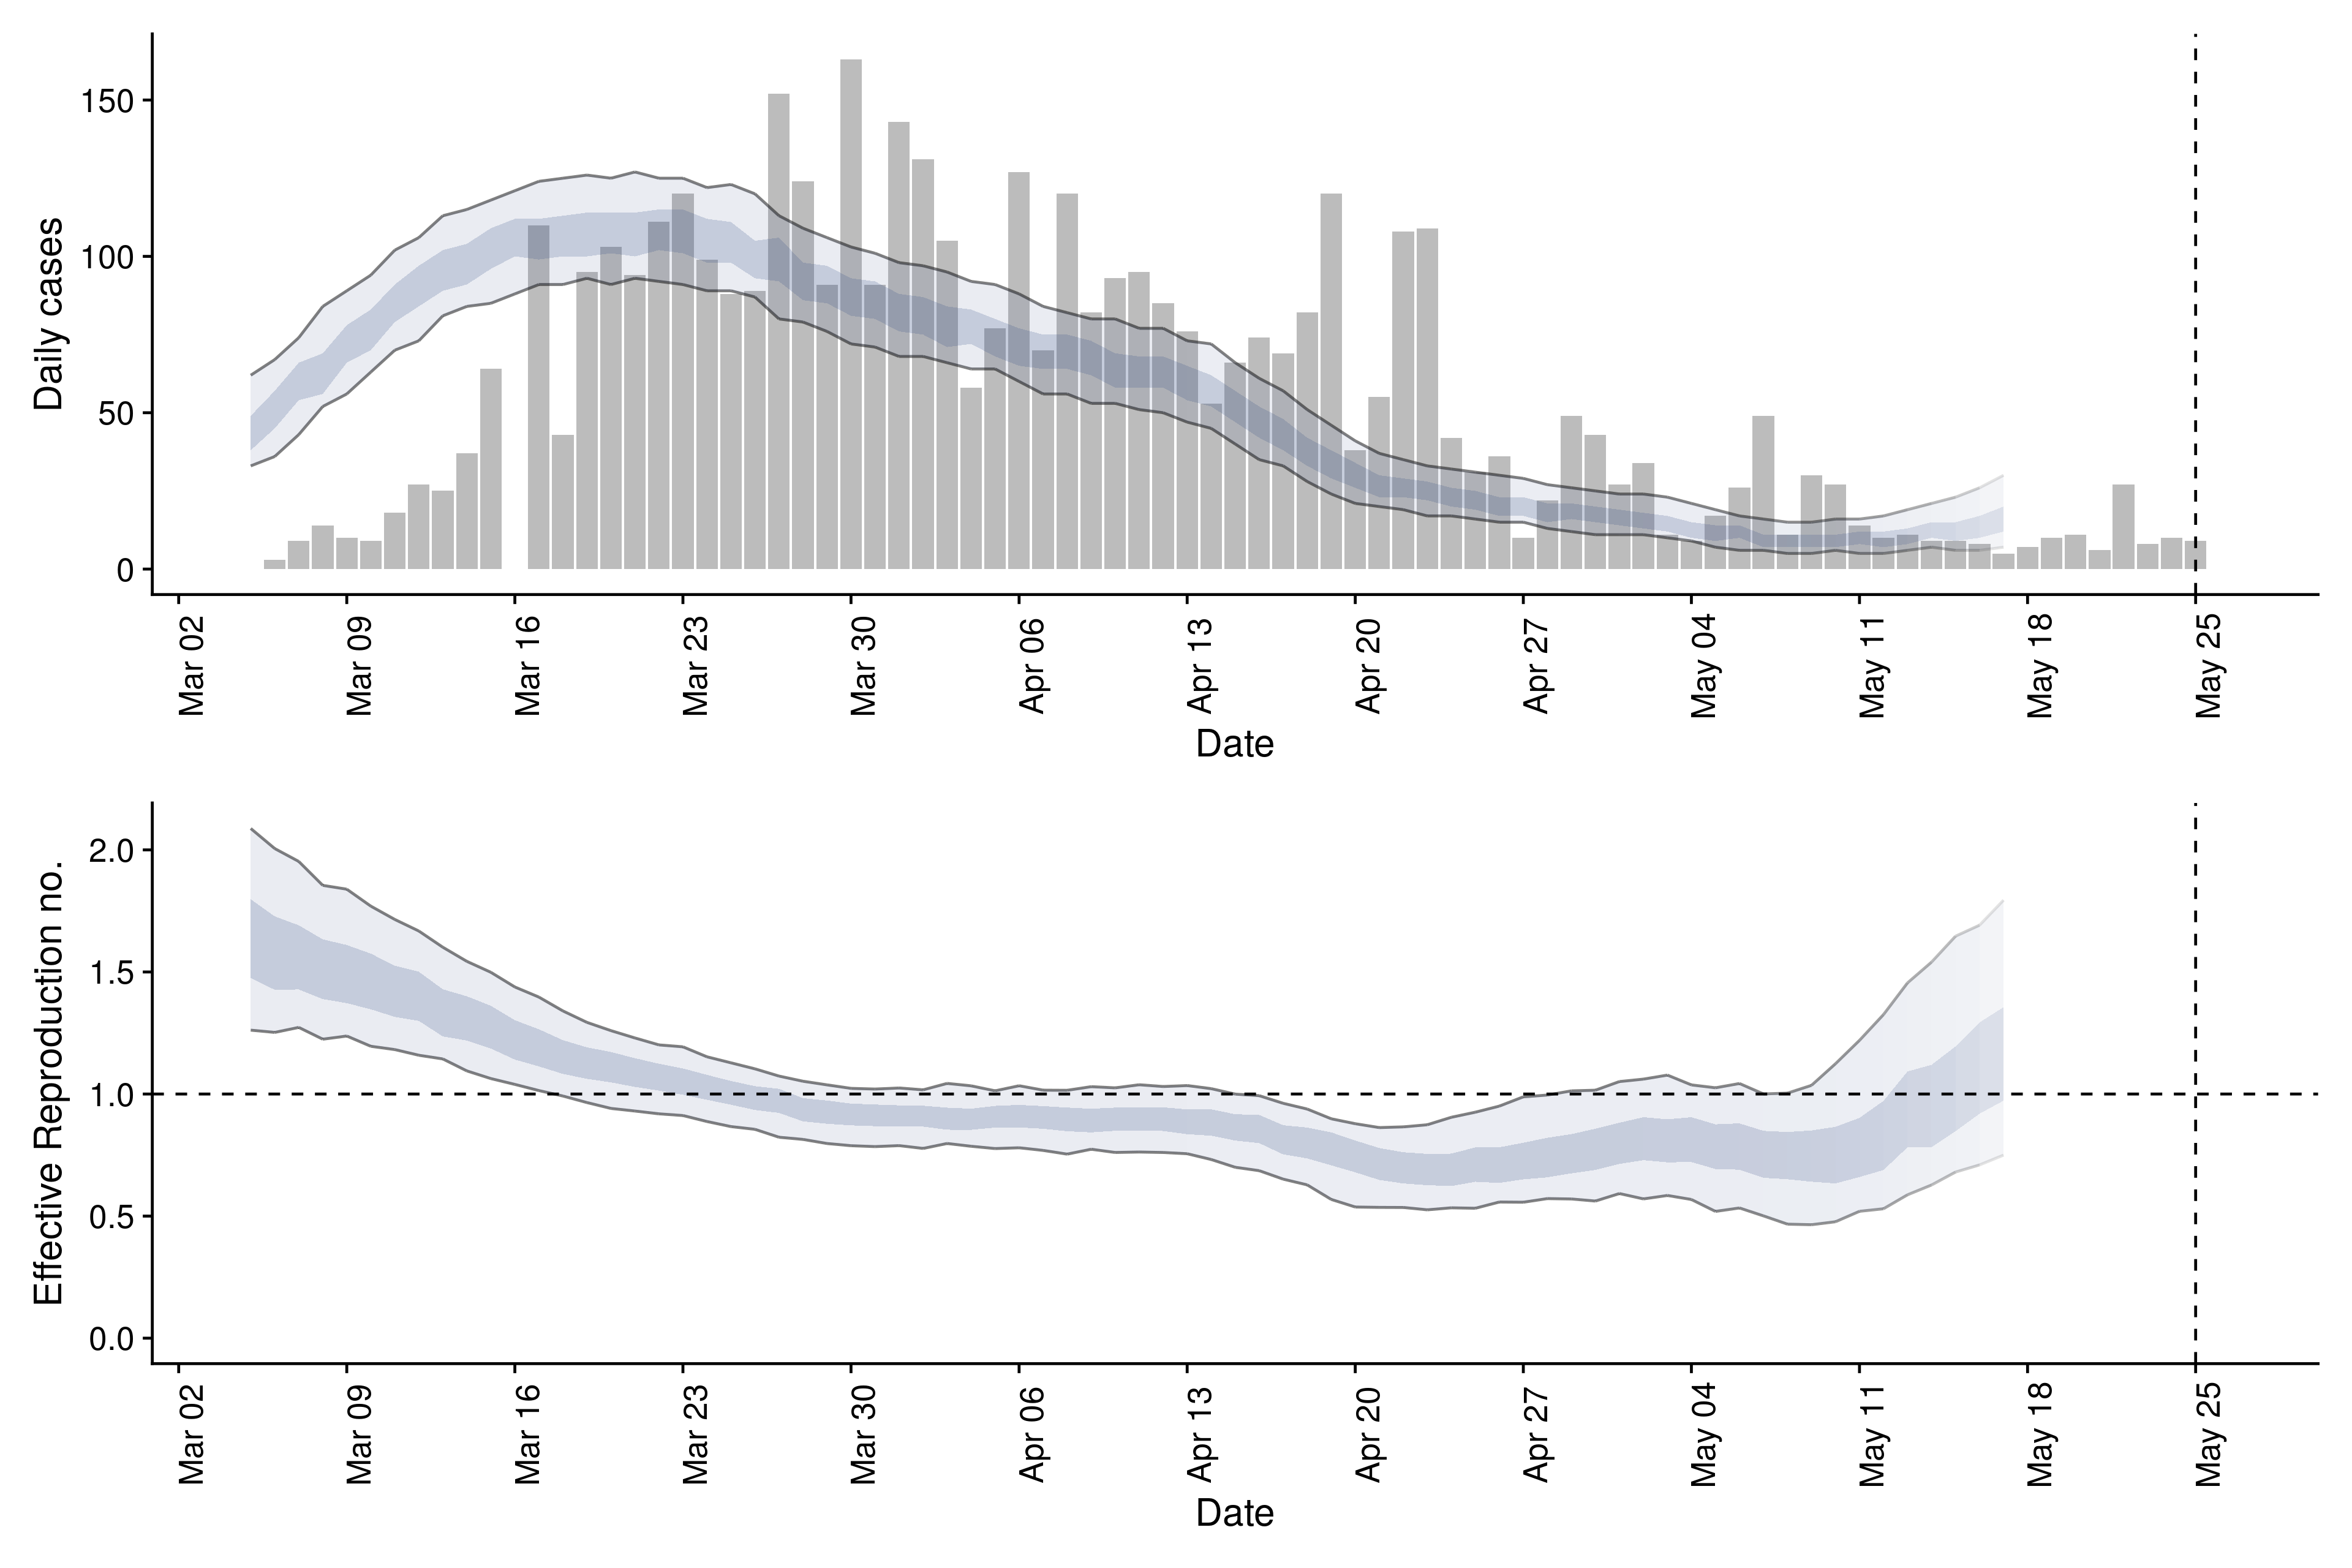 Daily cases
150
100
50
0
Mar 02
Mar 09
Mar 16
Mar 23
Mar 30
Apr 06
Apr 13
Apr 20
Apr 27
May 04
May 11
May 18
May 25
Date
Effective Reproduction no.
2.0
1.5
1.0
0.5
0.0
Mar 02
Mar 09
Mar 16
Mar 23
Mar 30
Apr 06
Apr 13
Apr 20
Apr 27
May 04
May 11
May 18
May 25
Date